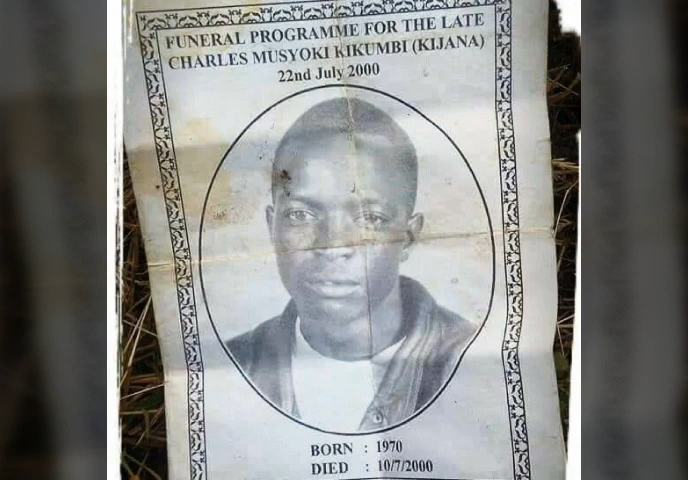 FUNERAL PROGRAMME FOR THE LATE
CHARLES MUSYOKI KIKUMBI (KIJANA)
22nd July 2000
BORN : 1970
DIED : 10/7/2000